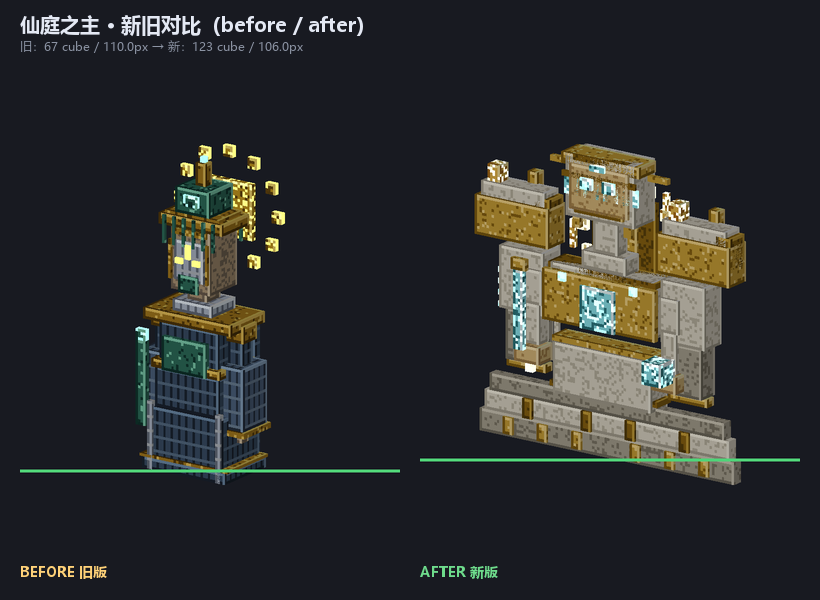 仙庭之主 · 新旧对比 (before / after)
旧: 67 cube / 110.0px → 新: 123 cube / 106.0px
BEFORE 旧版
AFTER 新版